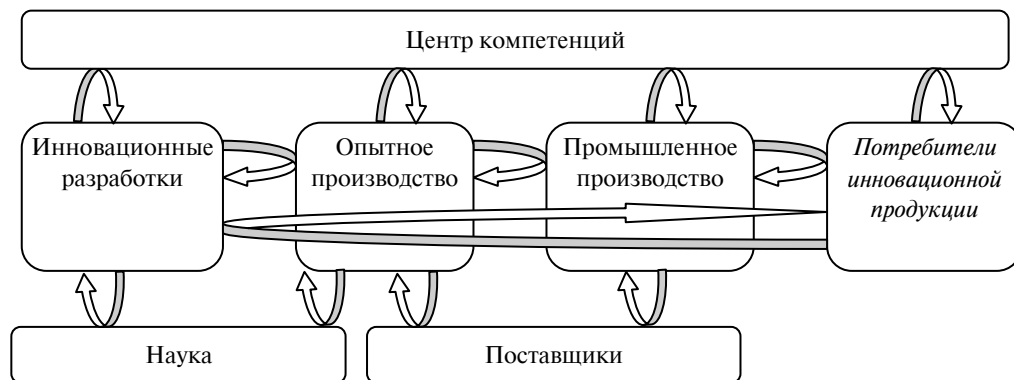 Центр компетенций
Инновационные
разработки
Опытное
производство
Промышленное
производство
Потребители
инновационной
продукции
Наука
Поставщики